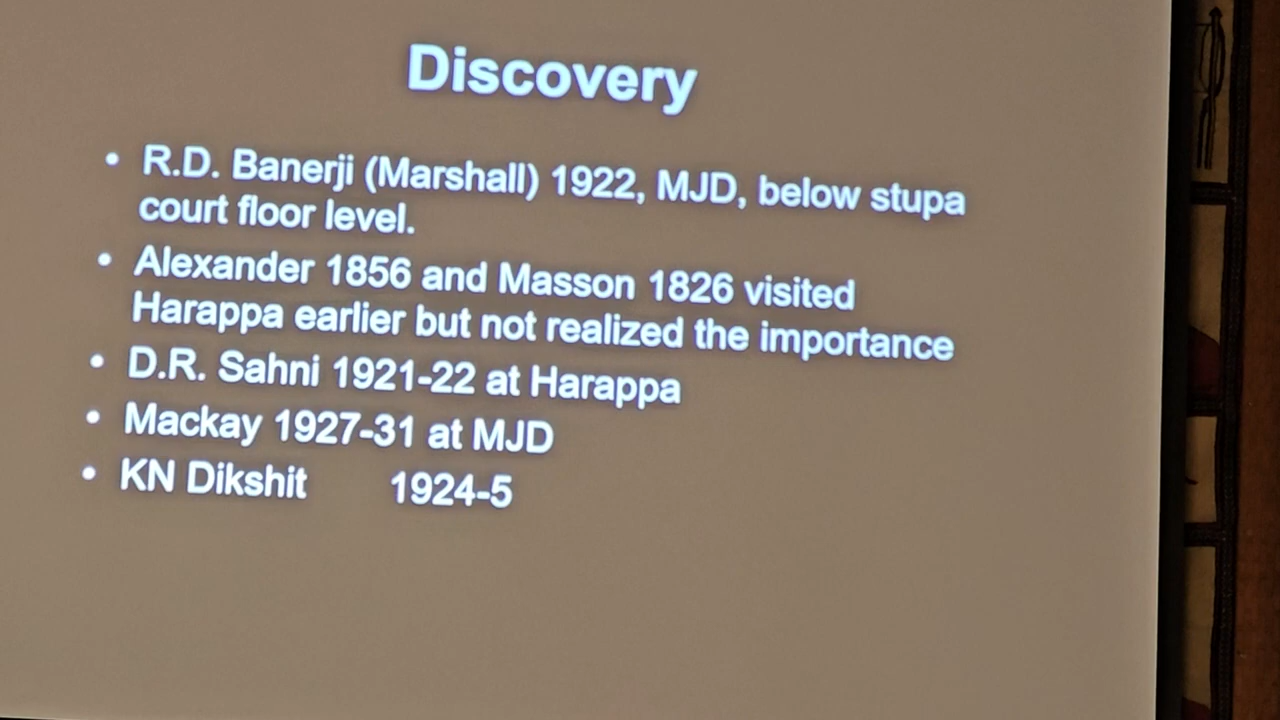 Discovery
• R.D. Banerji (Marshall) 1922, MJD, below stupa
court floor level.
• Alexander 1856 and Masson 1826 visited
Harappa earlier but not realized the importance
• D.R. Sahni 1921-22 at Harappa
• Mackay 1927-31 at MJD
• KN Dikshit 1924-5